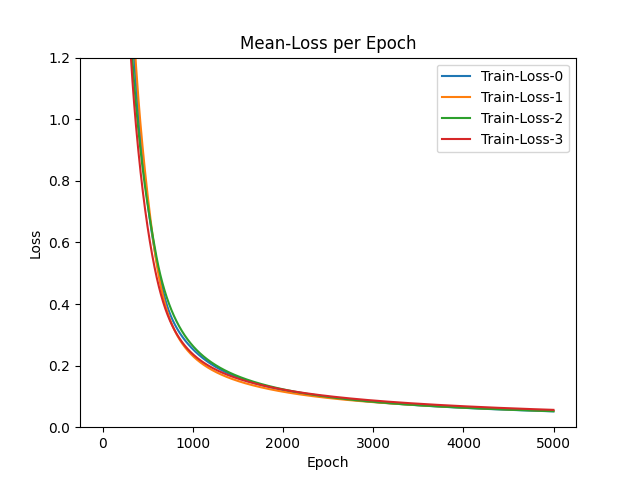 Mean-Loss per Epoch
Train-Loss-0
Train-Loss-1
Train-Loss-2
Train-Loss-3
Loss
1.2
1.0
0.8
0.6
0.4
0.2
0.0
0 1000 2000 3000 4000 5000
Epoch